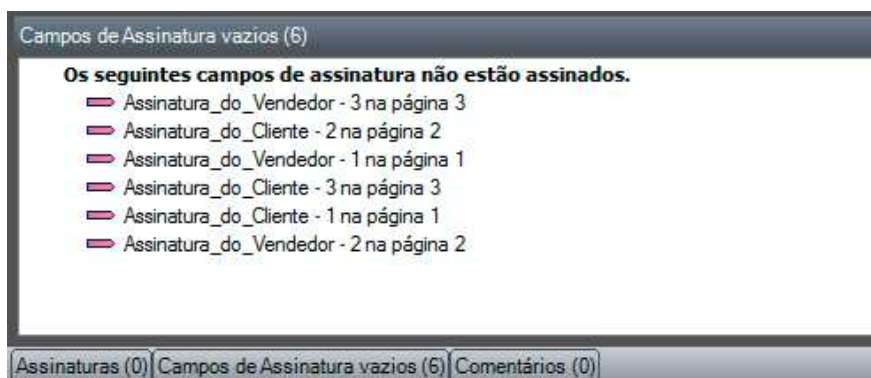 Campos de Assinatura vazios (6)
Os seguintes campos de assinatura não estão assinados.
Assinatura_do_Vendedor - 3 na página 3
Assinatura_do_Cliente - 2 na página 2
Assinatura_do_Vendedor - 1 na página 1
Assinatura_do_Cliente - 3 na página 3
Assinatura_do_Cliente - 1 na página 1
Assinatura_do_Vendedor - 2 na página 2
Assinaturas (0) Campos de Assinatura vazios (6) Comentários (0)